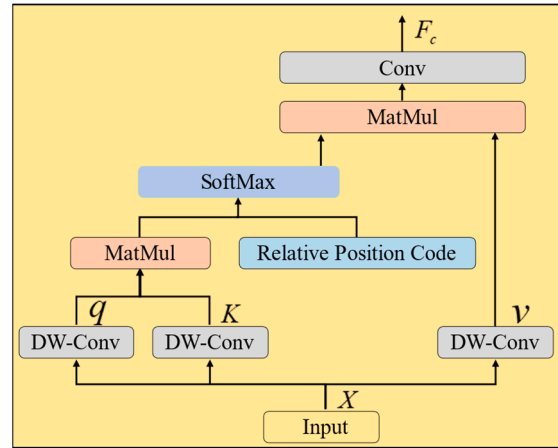 F_c
Conv
MatMul
SoftMax
MatMul
Relative Position Code
q
K
v
DW-Conv
DW-Conv
DW-Conv
X
Input